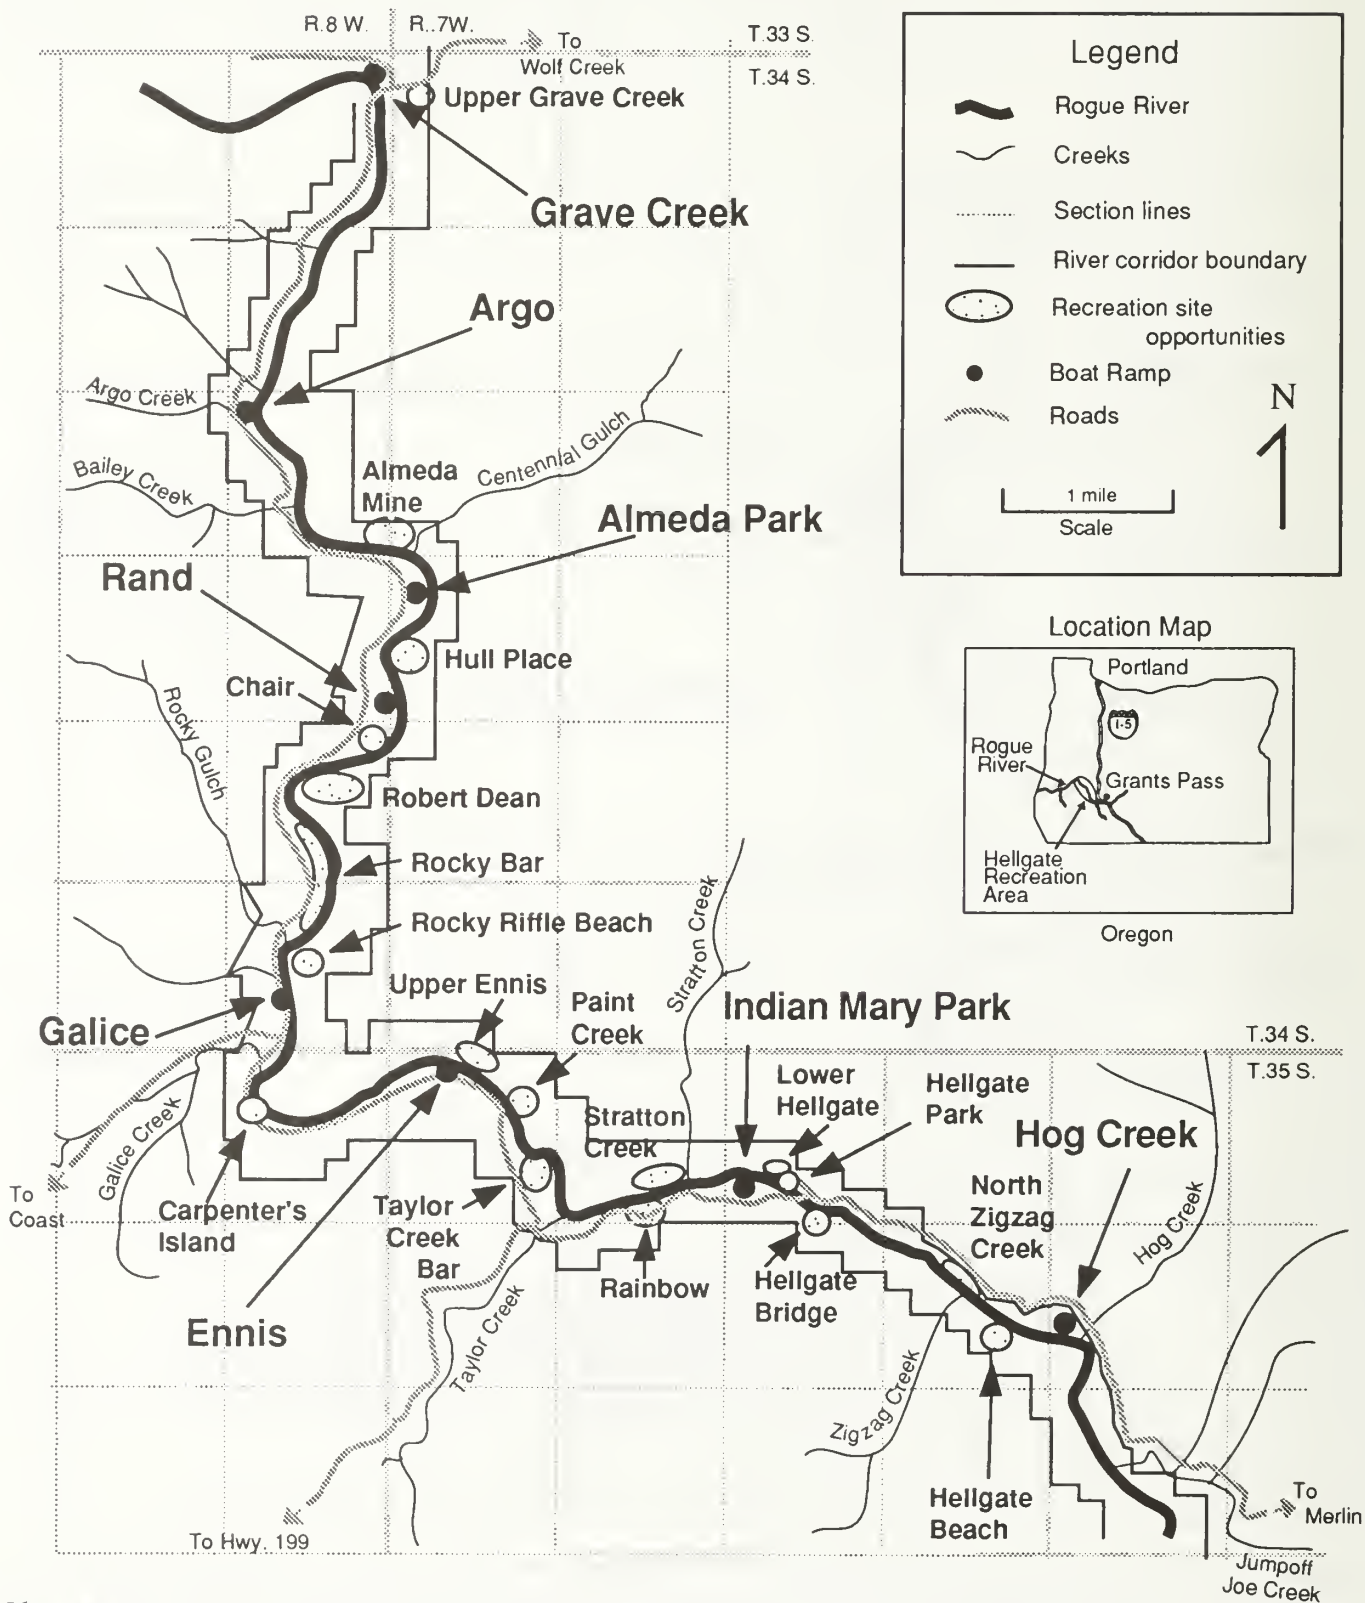 R.8 W.
R..7W.
To
Wolf Creek
T.33 S.
T.34 S.
Upper Grave Creek
Grave Creek
Argo
Argo Creek
Bailey Creek
Almeda
Mine
Centennial Gulch
Almeda Park
Rand
Hull Place
Chair
Rocky Gulch
Robert Dean
Rocky Bar
Rocky Riffle Beach
Stratton Creek
Upper Ennis
Paint
Creek
Indian Mary Park
Galice
T.34 S.
T.35 S.
Lower
Hellgate
Hellgate
Park
Stratton
Creek
Hog Creek
Galice Creek
To
Coast
Carpenter's
Island
Taylor
Creek
Bar
North
Zigzag
Creek
Hog Creek
Rainbow
Hellgate
Bridge
Ennis
Taylor Creek
Zigzag Creek
Hellgate
Beach
To
Merlin
To Hwy. 199
Jumpoff
Joe Creek
Legend
Rogue River
Creeks
Section lines
River corridor boundary
Recreation site
opportunities
Boat Ramp
Roads
N
1 mile
Scale
Location Map
Portland
I-5
Rogue
River
Grants Pass
Hellgate
Recreation
Area
Oregon